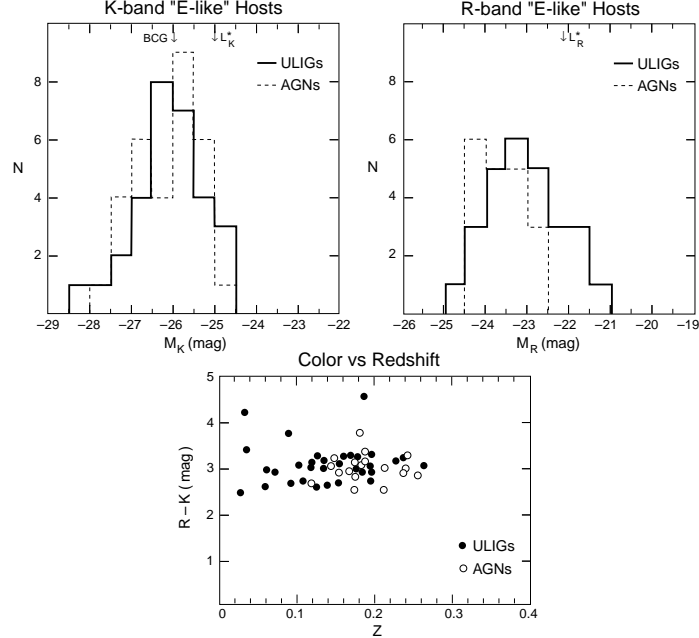 K-band "E-like" Hosts
BCG ↓ ↓ L*K
ULIGs
AGNs
N
8
6
4
2
−29 −28 −27 −26 −25 −24 −23 −22
MK (mag)
R-band "E-like" Hosts
↓ L*R
ULIGs
AGNs
N
8
6
4
2
−26 −25 −24 −23 −22 −21 −20 −19
MR (mag)
Color vs Redshift
5
4
3
2
1
R − K ( mag )
ULIGs
AGNs
0 0.1 0.2 0.3 0.4
Z